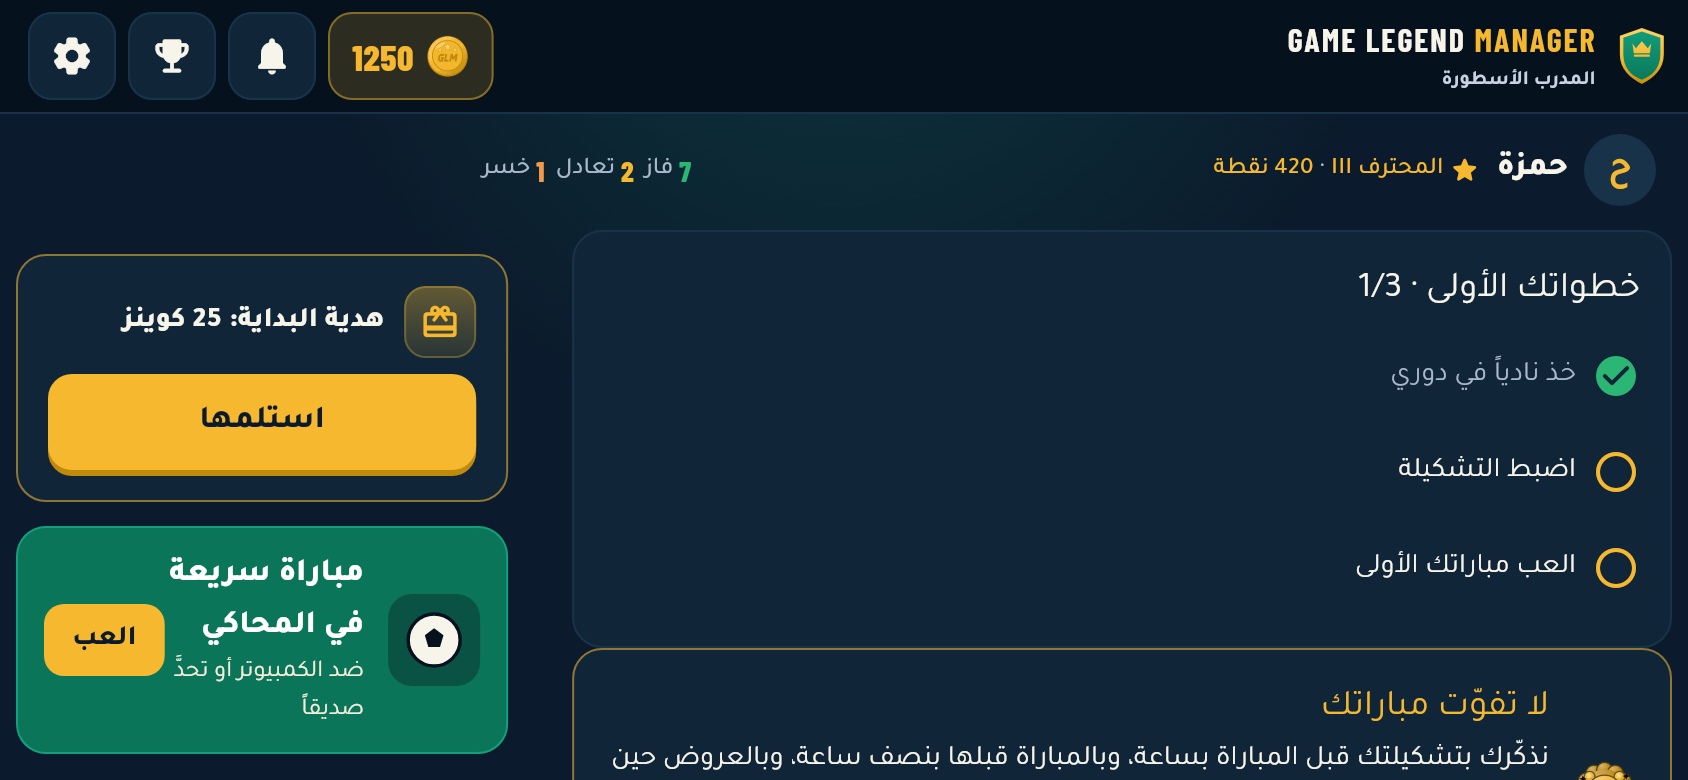 GAME LEGEND MANAGER
المدرب الأسطورة
1250
GLM
ح
حمزة
المحترف III · 420 نقطة
7 فاز 2 تعادل 1 خسر
خطواتك الأولى · 1/3
خذ نادياً في دوري
اضبط التشكيلة
العب مباراتك الأولى
لا تفوّت مباراتك
نذكّرك بتشكيلتك قبل المباراة بساعة، وبالمباراة قبلها بنصف ساعة، وبالعروض حين
هدية البداية: 25 كوينز
استلمها
مباراة سريعة
في المحاكي
ضد الكمبيوتر أو تحدَّ
صديقاً
العب